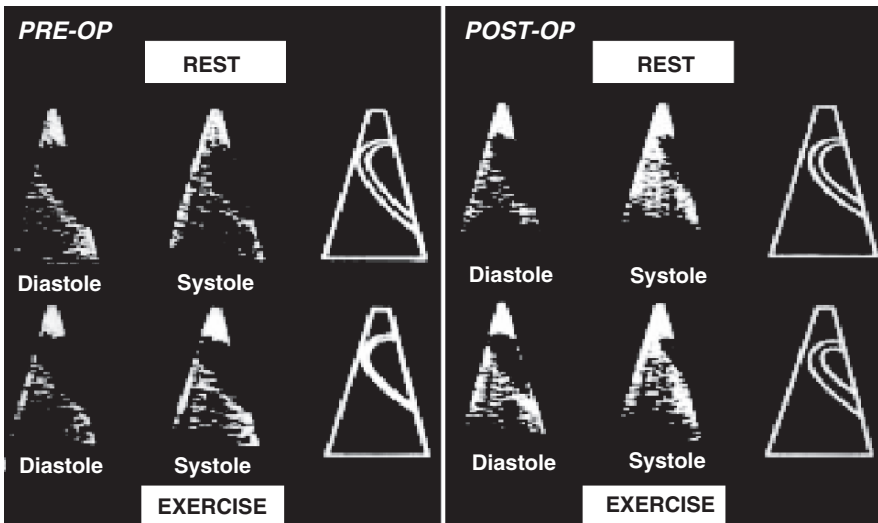 PRE-OP
REST
Diastole Systole
Diastole Systole
EXERCISE
POST-OP
REST
Diastole Systole
Diastole Systole
EXERCISE